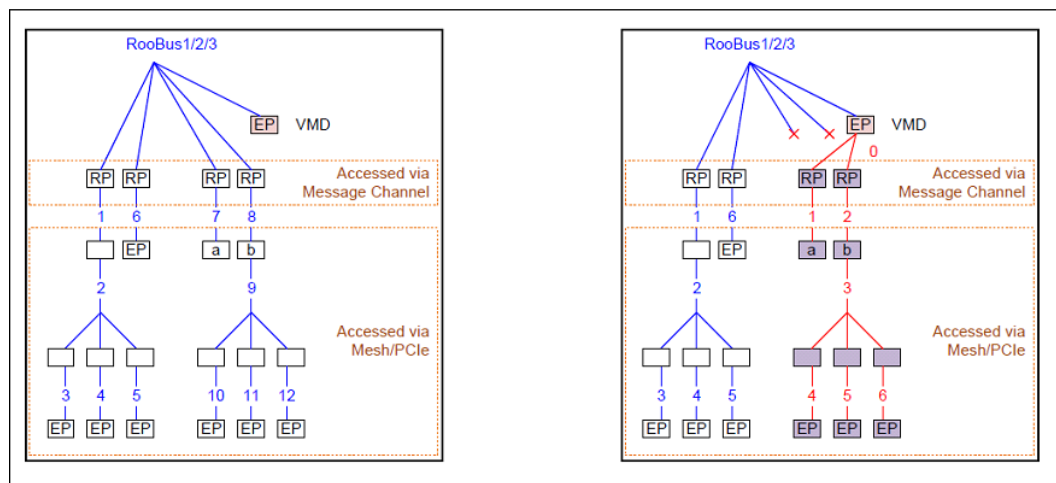 RooBus1/2/3
EP VMD
RP RP RP RP
Accessed via
Message Channel
1 6 7 8
EP a b
2 9
Accessed via
Mesh/PCIe
3 4 5 10 11 12
EP EP EP EP EP EP
RooBus1/2/3
EP VMD
0
RP RP RP RP
Accessed via
Message Channel
1 6 1 2
EP a b
2 3
Accessed via
Mesh/PCIe
3 4 5 4 5 6
EP EP EP EP EP EP